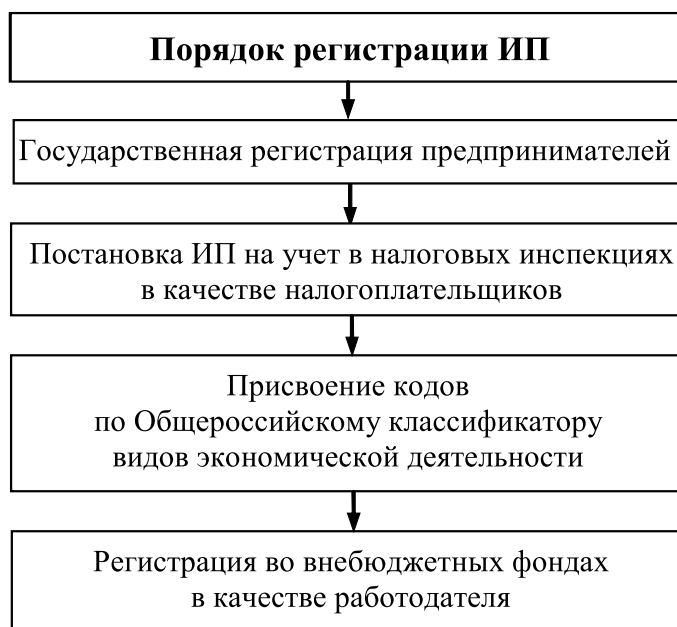 Порядок регистрации ИП
Государственная регистрация предпринимателей
Постановка ИП на учет в налоговых инспекциях
в качестве налогоплательщиков
Присвоение кодов
по Общероссийскому классификатору
видов экономической деятельности
Регистрация во внебюджетных фондах
в качестве работодателя